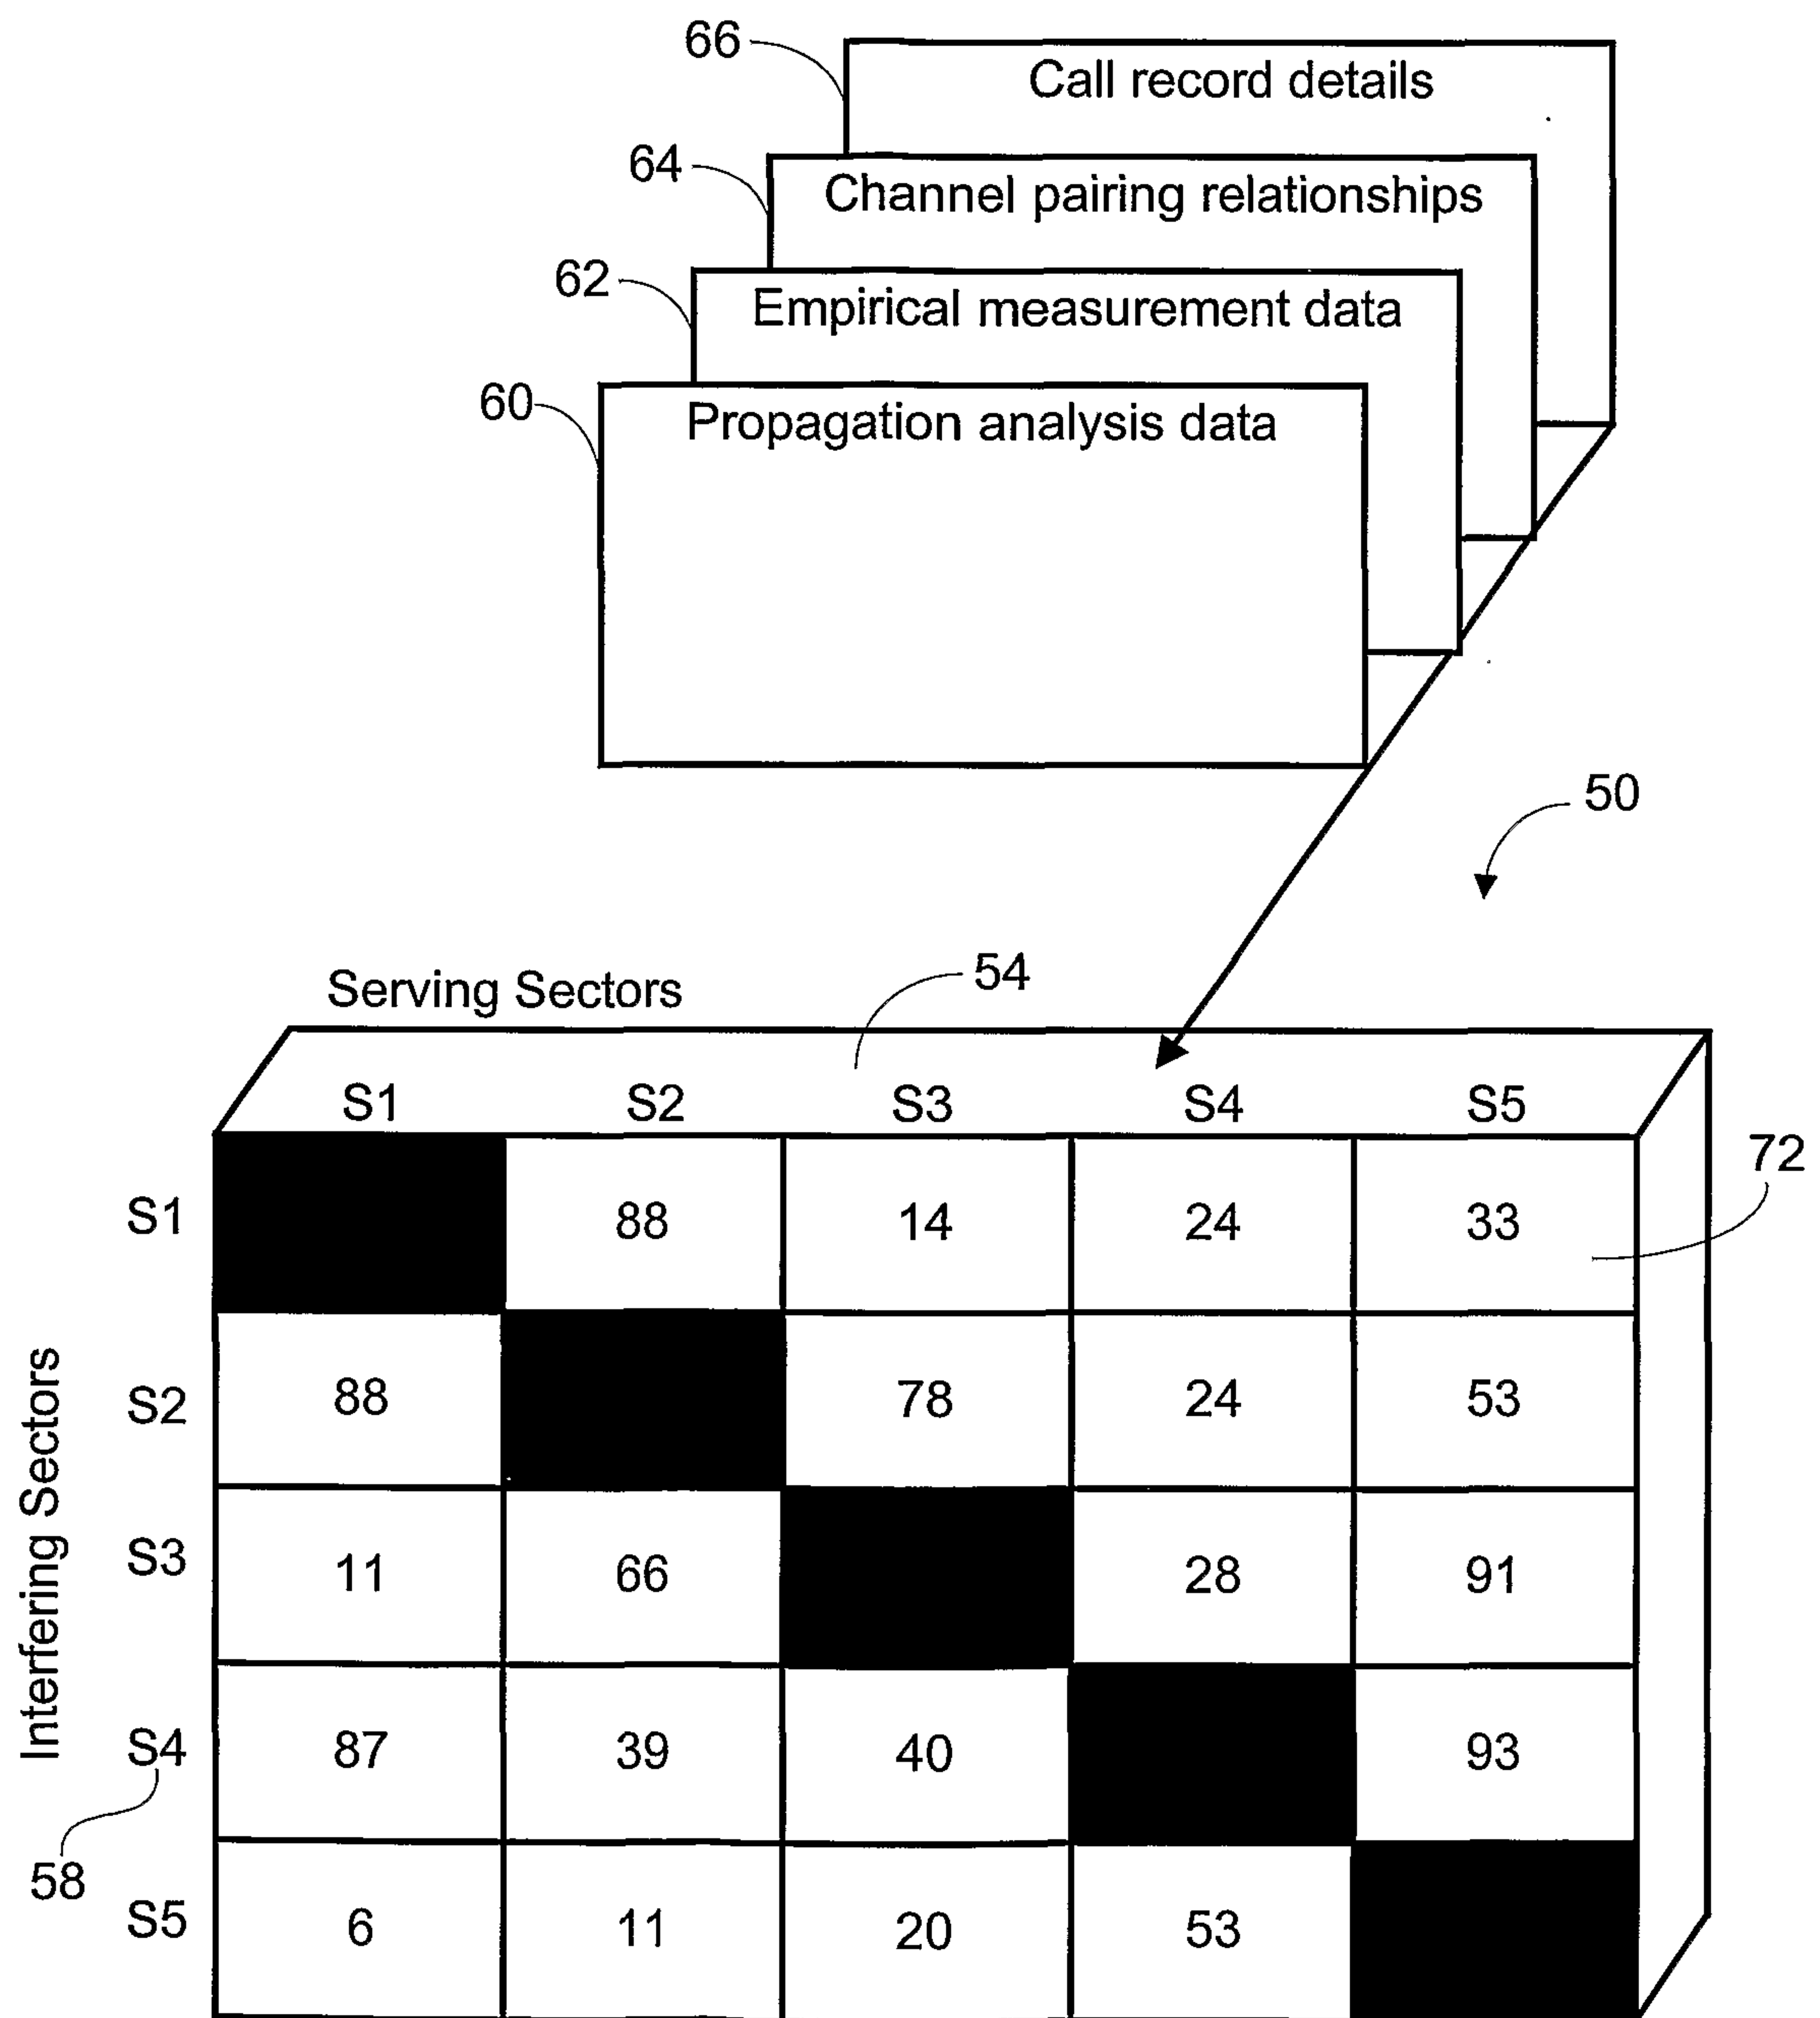 66
Call record details
64
Channel pairing relationships
62
Empirical measurement data
60
Propagation analysis data
50
Serving Sectors
54
S1 S2 S3 S4 S5
72
S1 88 14 24 33
S2 88 78 24 53
Interfering Sectors
S3 11 66 28 91
S4 87 39 40 93
58
S5 6 11 20 53